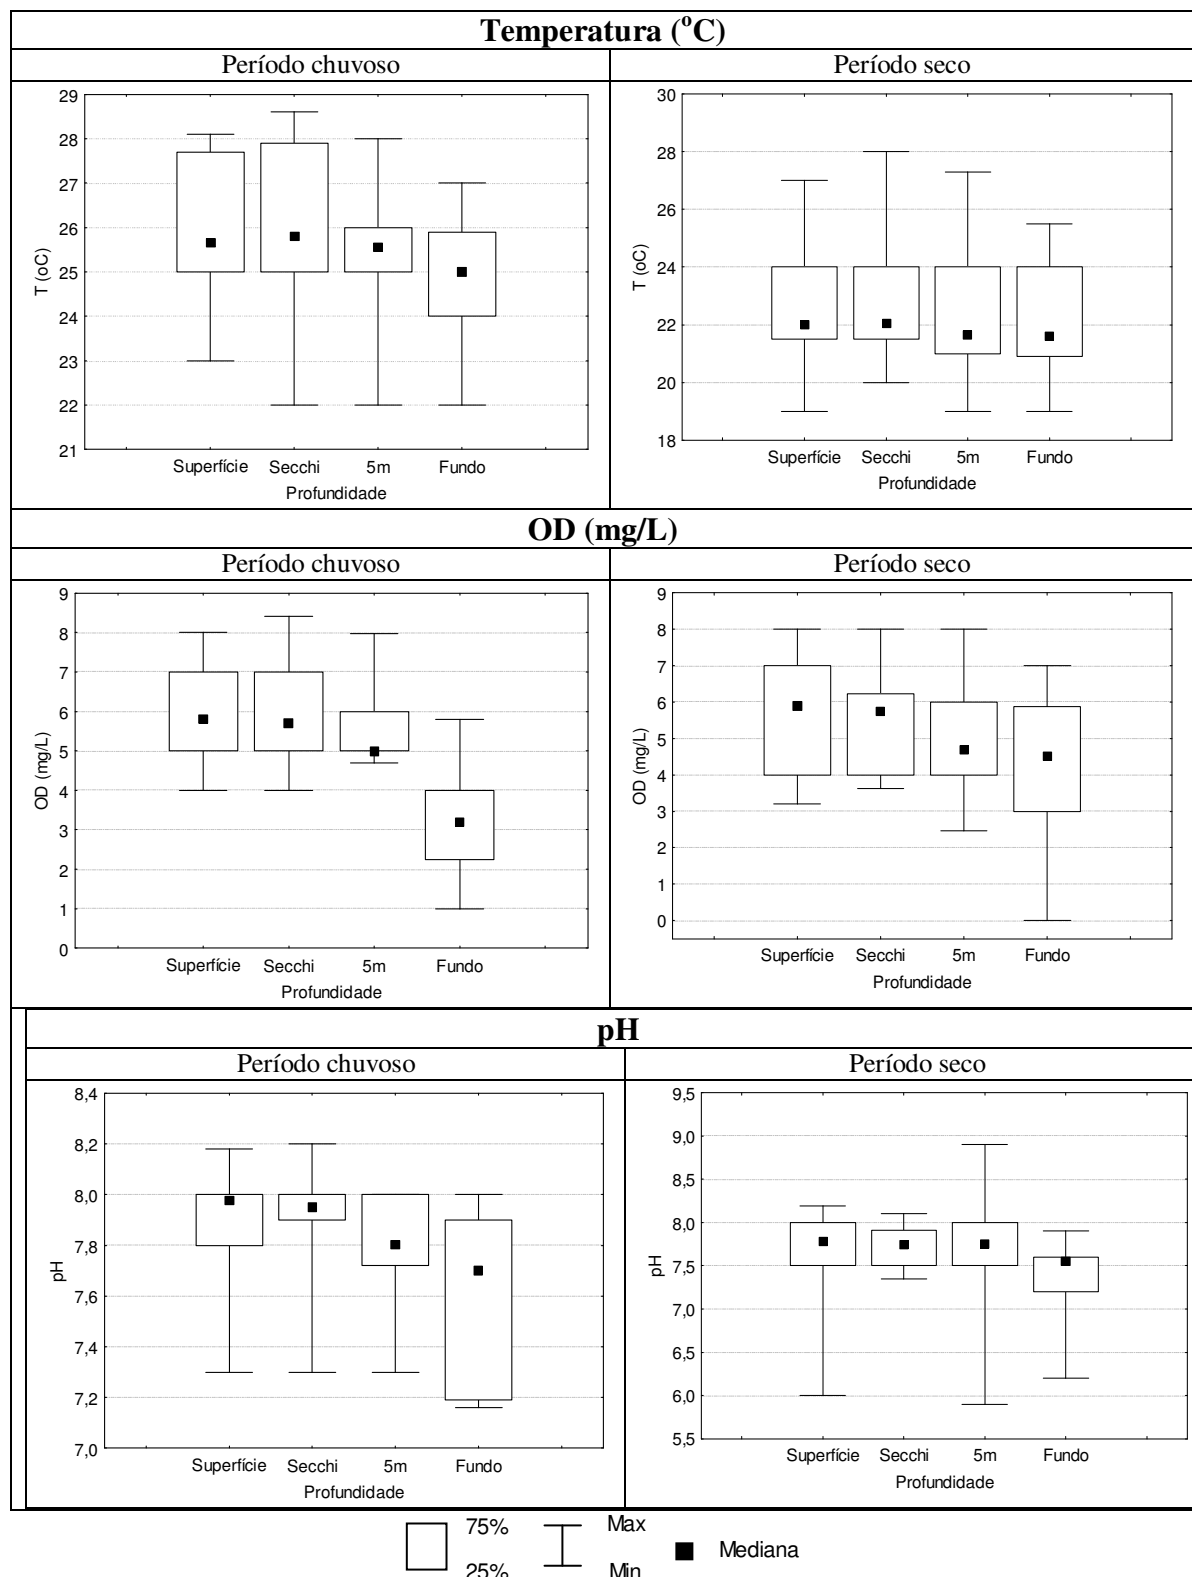 Temperatura (°C)
Período chuvoso
Período seco
29
28
27
26
25
24
23
22
21
T (oC)
Superfície Secchi 5m Fundo
Profundidade
30
28
26
24
22
20
18
T (oC)
Superfície Secchi 5m Fundo
Profundidade
OD (mg/L)
Período chuvoso
Período seco
9
8
7
6
5
4
3
2
1
0
OD (mg/L)
Superfície Secchi 5m Fundo
Profundidade
9
8
7
6
5
4
3
2
1
0
OD (mg/L)
Superfície Secchi 5m Fundo
Profundidade
pH
Período chuvoso
Período seco
8,4
8,2
8,0
7,8
7,6
7,4
7,2
7,0
pH
Superfície Secchi 5m Fundo
Profundidade
9,5
9,0
8,5
8,0
7,5
7,0
6,5
6,0
5,5
pH
Superfície Secchi 5m Fundo
Profundidade
75% Max
Mediana
25% Min